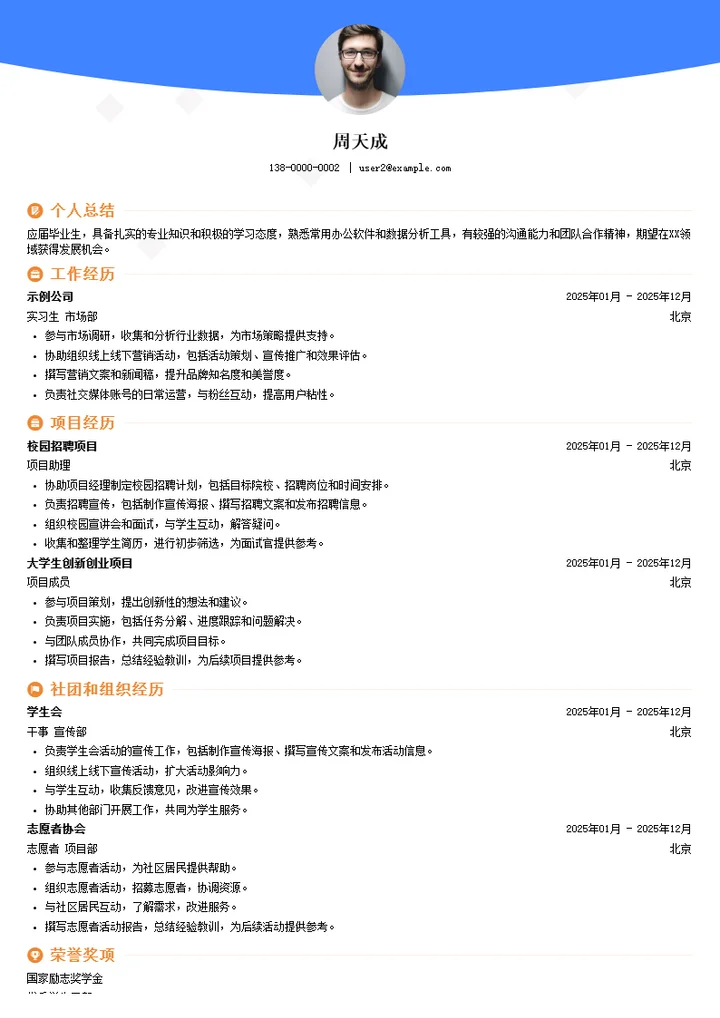 周天成
138-0000-0002 | user2@example.com
个人总结
应届毕业生，具备扎实的专业知识和积极的学习态度，熟悉常用办公软件和数据分析工具，有较强的沟通能力和团队合作精神，期望在XX领
域获得发展机会。
工作经历
示例公司 2025年01月 - 2025年12月
实习生 市场部 北京
• 参与市场调研，收集和分析行业数据，为市场策略提供支持。
• 协助组织线上线下营销活动，包括活动策划、宣传推广和效果评估。
• 撰写营销文案和新闻稿，提升品牌知名度和美誉度。
• 负责社交媒体账号的日常运营，与粉丝互动，提高用户粘性。
项目经历
校园招聘项目 2025年01月 - 2025年12月
项目助理 北京
• 协助项目经理制定校园招聘计划，包括目标院校、招聘岗位和时间安排。
• 负责招聘宣传，包括制作宣传海报、撰写招聘文案和发布招聘信息。
• 组织校园宣讲会和面试，与学生互动，解答疑问。
• 收集和整理学生简历，进行初步筛选，为面试官提供参考。
大学生创新创业项目 2025年01月 - 2025年12月
项目成员 北京
• 参与项目策划，提出创新性的想法和建议。
• 负责项目实施，包括任务分解、进度跟踪和问题解决。
• 与团队成员协作，共同完成项目目标。
• 撰写项目报告，总结经验教训，为后续项目提供参考。
社团和组织经历
学生会 2025年01月 - 2025年12月
干事 宣传部 北京
• 负责学生会活动的宣传工作，包括制作宣传海报、撰写宣传文案和发布活动信息。
• 组织线上线下宣传活动，扩大活动影响力。
• 与学生互动，收集反馈意见，改进宣传效果。
• 协助其他部门开展工作，共同为学生服务。
志愿者协会 2025年01月 - 2025年12月
志愿者 项目部 北京
• 参与志愿者活动，为社区居民提供帮助。
• 组织志愿者活动，招募志愿者，协调资源。
• 与社区居民互动，了解需求，改进服务。
• 撰写志愿者活动报告，总结经验教训，为后续活动提供参考。
荣誉奖项
国家励志奖学金